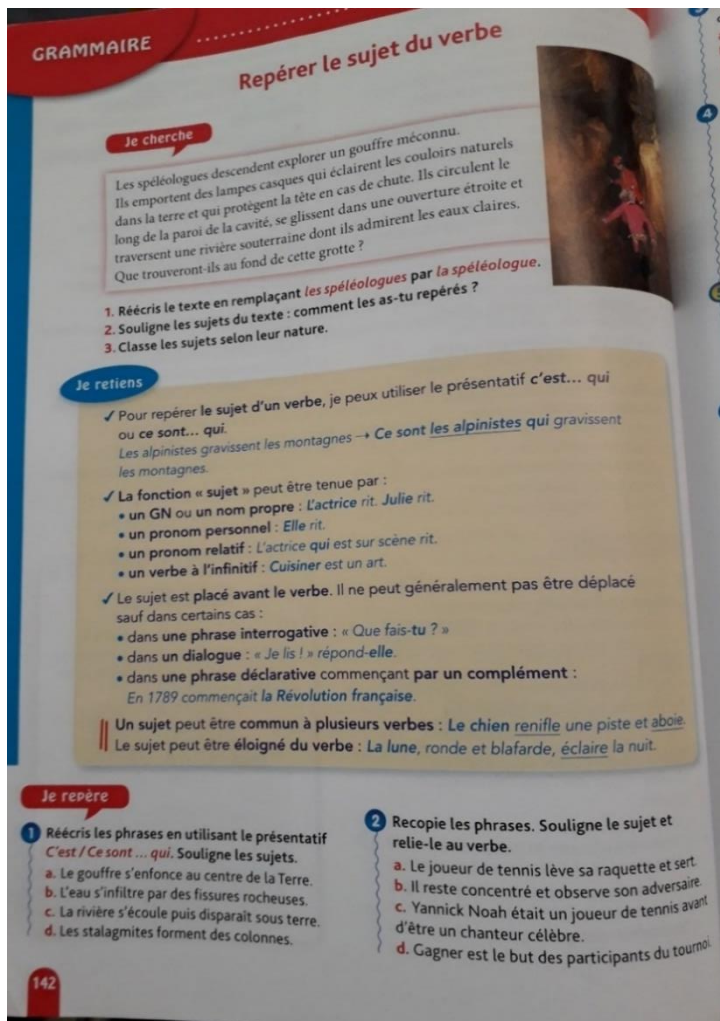 GRAMMAIRE
Repérer le sujet du verbe
Je cherche
Les spéléologues descendent explorer un gouffre méconnu.
Ils emportent des lampes casques qui éclairent les couloirs naturels
dans la terre et qui protègent la tête en cas de chute. Ils circulent le
long de la paroi de la cavité, se glissent dans une ouverture étroite et
traversent une rivière souterraine dont ils admirent les eaux claires.
Que trouveront-ils au fond de cette grotte ?
1. Réécris le texte en remplaçant les spéléologues par la spéléologue.
2. Souligne les sujets du texte : comment les as-tu repérés ?
3. Classe les sujets selon leur nature.
Je retiens
✓ Pour repérer le sujet d'un verbe, je peux utiliser le présentatif c'est... qui
ou ce sont... qui.
Les alpinistes gravissent les montagnes → Ce sont les alpinistes qui gravissent
les montagnes.
✓ La fonction « sujet » peut être tenue par :
• un GN ou un nom propre : L'actrice rit. Julie rit.
• un pronom personnel : Elle rit.
• un pronom relatif : L'actrice qui est sur scène rit.
• un verbe à l'infinitif : Cuisiner est un art.
✓ Le sujet est placé avant le verbe. Il ne peut généralement pas être déplacé
sauf dans certains cas :
• dans une phrase interrogative : « Que fais-tu ? »
• dans un dialogue : « Je lis ! » répond-elle.
• dans une phrase déclarative commençant par un complément :
En 1789 commençait la Révolution française.
Un sujet peut être commun à plusieurs verbes : Le chien renifle une piste et aboie.
Le sujet peut être éloigné du verbe : La lune, ronde et blafarde, éclaire la nuit.
Je repère
1 Réécris les phrases en utilisant le présentatif
C'est / Ce sont ... qui. Souligne les sujets.
a. Le gouffre s'enfonce au centre de la Terre.
b. L'eau s'infiltre par des fissures rocheuses.
c. La rivière s'écoule puis disparait sous terre.
d. Les stalagmites forment des colonnes.
2 Recopie les phrases. Souligne le sujet et
relie-le au verbe.
a. Le joueur de tennis lève sa raquette et sert.
b. Il reste concentré et observe son adversaire.
c. Yannick Noah était un joueur de tennis avant
d'être un chanteur célèbre.
d. Gagner est le but des participants du tournoi.
142
4